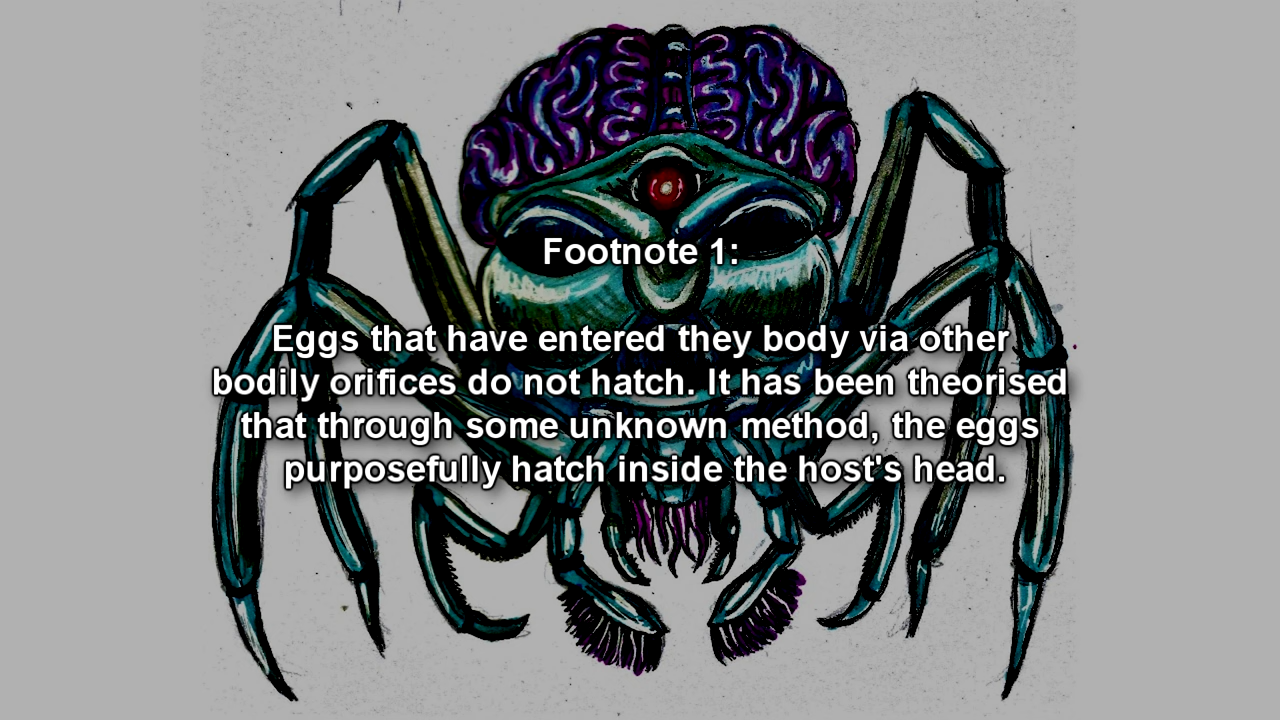 Footnote 1:
Eggs that have entered they body via other
bodily orifices do not hatch. It has been theorised
that through some unknown method, the eggs
purposefully hatch inside the host's head.